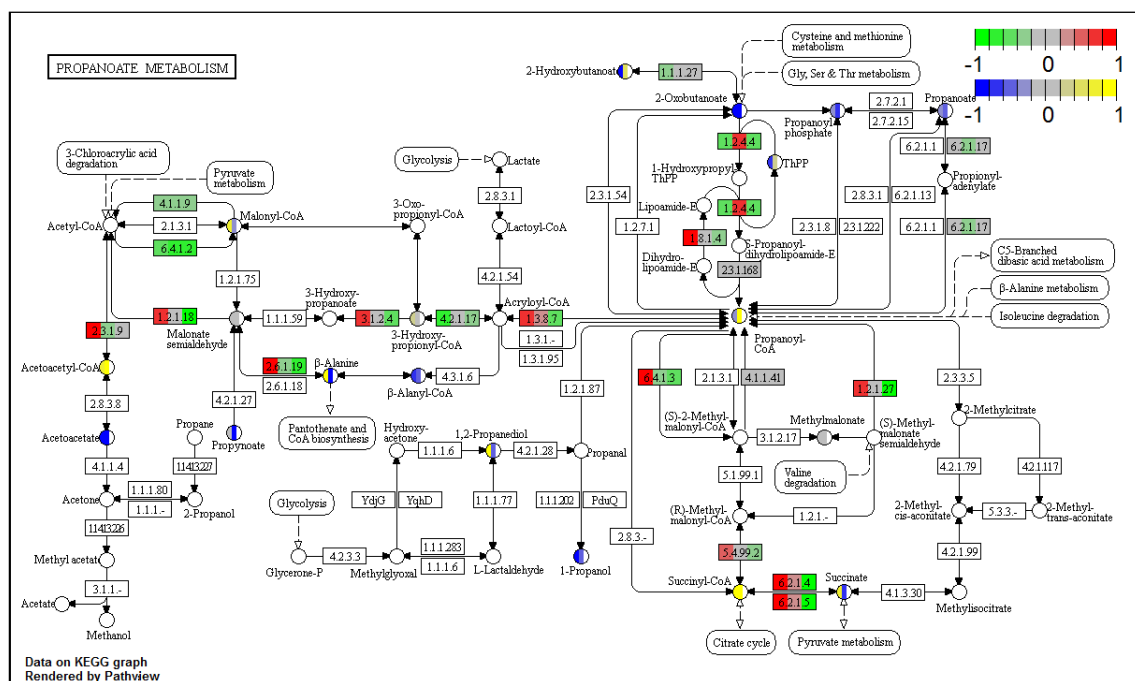 PROPANOATE METABOLISM
Cysteine and methionine
metabolism
Gly, Ser & Thr metabolism
-1 0 1
-1 0 1
2-Hydroxybutanoate
1.1.1.27
2-Oxobutanoate
Propanoyl
phosphate
2.7.2.1
2.7.2.15
Propanoate
3-Chloroacrylic acid
degradation
Pyruvate
metabolism
Glycolysis
Lactate
1.2.4.4
ThPP
1-Hydroxypropyl
ThPP
6.2.1.1
6.2.1.17
Propionyl-
adenylate
4.1.1.9
Malonyl-CoA
3-Oxo-
propionyl-CoA
2.8.3.1
2.3.1.54
1.2.7.1
Lipoamide-E
1.2.4.4
2.3.1.8
2.3.1.222
2.8.3.1
6.2.1.13
Acetyl-CoA
2.1.3.1
6.4.1.2
Lactoyl-CoA
1.8.1.4
S-Propanoyl-
dihydrolipoamide-E
6.2.1.1
6.2.1.17
Dihydro-
lipoamide-E
2.3.1.168
C5-Branched
dibasic acid metabolism
1.2.1.75
4.2.1.54
β-Alanine metabolism
3-Hydroxy-
propanoate
Acryloyl-CoA
Isoleucine degradation
1.2.1.18
Malonate
semialdehyde
1.1.1.59
3.1.2.4
3-Hydroxy-
propionyl-CoA
4.2.1.17
1.3.8.7
1.3.1.-
1.3.1.95
Propanoyl-
CoA
2.3.1.9
Acetoacetyl-CoA
2.6.1.19
2.6.1.18
β-Alanine
β-Alanyl-CoA
4.3.1.6
1.2.1.87
6.4.1.3
2.1.3.1
4.1.1.41
1.2.1.27
2.3.3.5
2.8.3.8
4.2.1.27
Pantothenate and
CoA biosynthesis
(S)-2-Methyl-
malonyl-CoA
Methylmalonate
(S)-Methyl-
malonate
semialdehyde
2-Methylcitrate
Acetoacetate
Propane
Propynoate
Hydroxy-
acetone
1,2-Propanediol
1.1.1.6
4.2.1.28
Propanal
3.1.2.17
4.1.1.4
1.14.13.227
Valine
degradation
5.1.99.1
4.2.1.79
4.2.1.117
Acetone
1.1.1.80
1.1.1.-
2-Propanol
Glycolysis
YdjG
YqhD
1.1.1.77
1.1.1.202
PduQ
(R)-Methyl-
malonyl-CoA
1.2.1.-
2-Methyl-
cis-aconitate
5.3.3.-
2-Methyl-
trans-aconitate
1.14.13.226
2.8.3.-
5.4.99.2
4.2.1.99
Methyl acetat
Glycerone-P
4.2.3.3
Methylglyoxal
1.1.1.283
1.1.1.6
L-Lactaldehyde
1-Propanol
3.1.1.-
Succinyl-CoA
6.2.1.4
6.2.1.5
Succinate
4.1.3.30
Methylisocitrate
Acetate
Methanol
Citrate cycle
Pyruvate metabolism
Data on KEGG graph
Rendered by Pathview